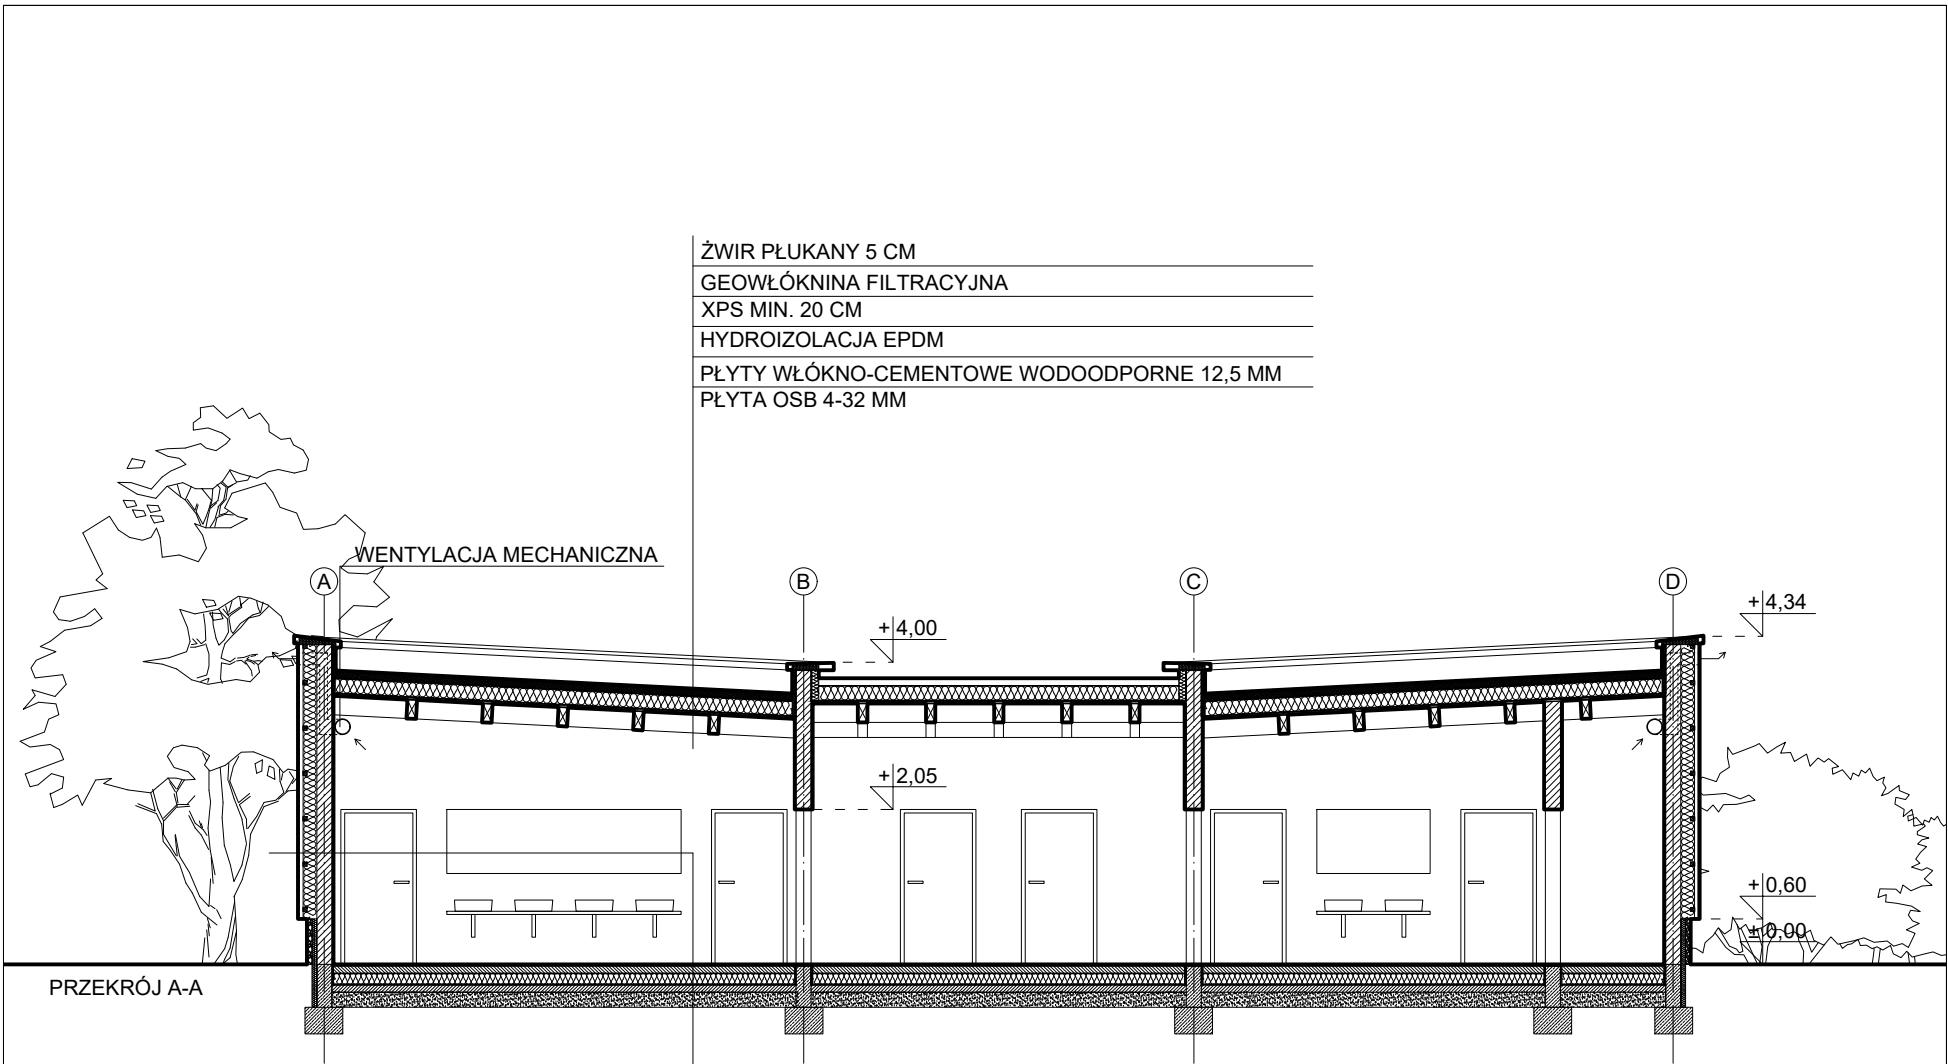 ŻWIR PŁUKANY 5 CM
GEOWŁÓKNINA FILTRACYJNA
XPS MIN. 20 CM
HYDROIZOLACJA EPDM
PŁYTY WŁÓKNO-CEMENTOWE WODOODPORNE 12,5 MM
PŁYTA OSB 4-32 MM
WENTYLACJA MECHANICZNA
A
B
C
D
+4,34
+4,00
+2,05
+0,60
±0,00
PRZEKRÓJ A-A